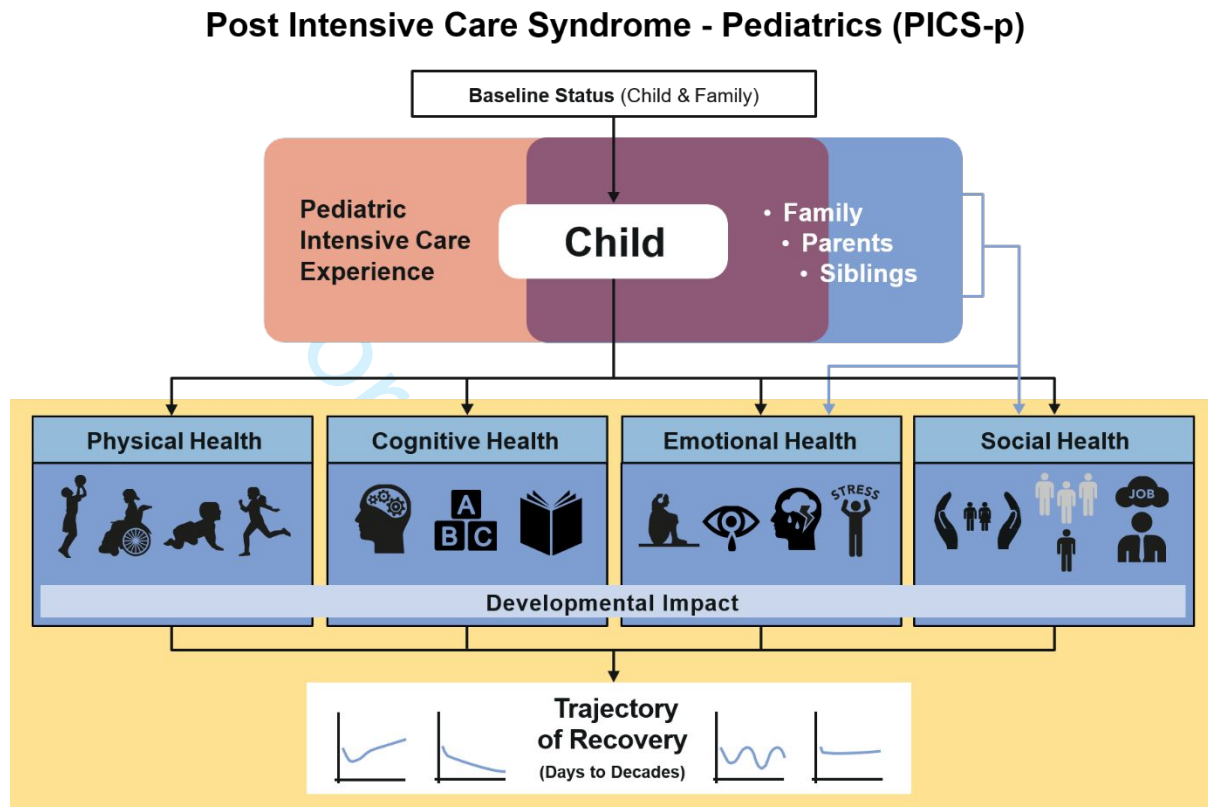 Post Intensive Care Syndrome - Pediatrics (PICS-p)
Baseline Status (Child & Family)
Pediatric
Intensive Care
Experience
Child
• Family
• Parents
• Siblings
Physical Health
Cognitive Health
Emotional Health
Social Health
A
B C
STRESS
JOB
Developmental Impact
Trajectory
of Recovery
(Days to Decades)